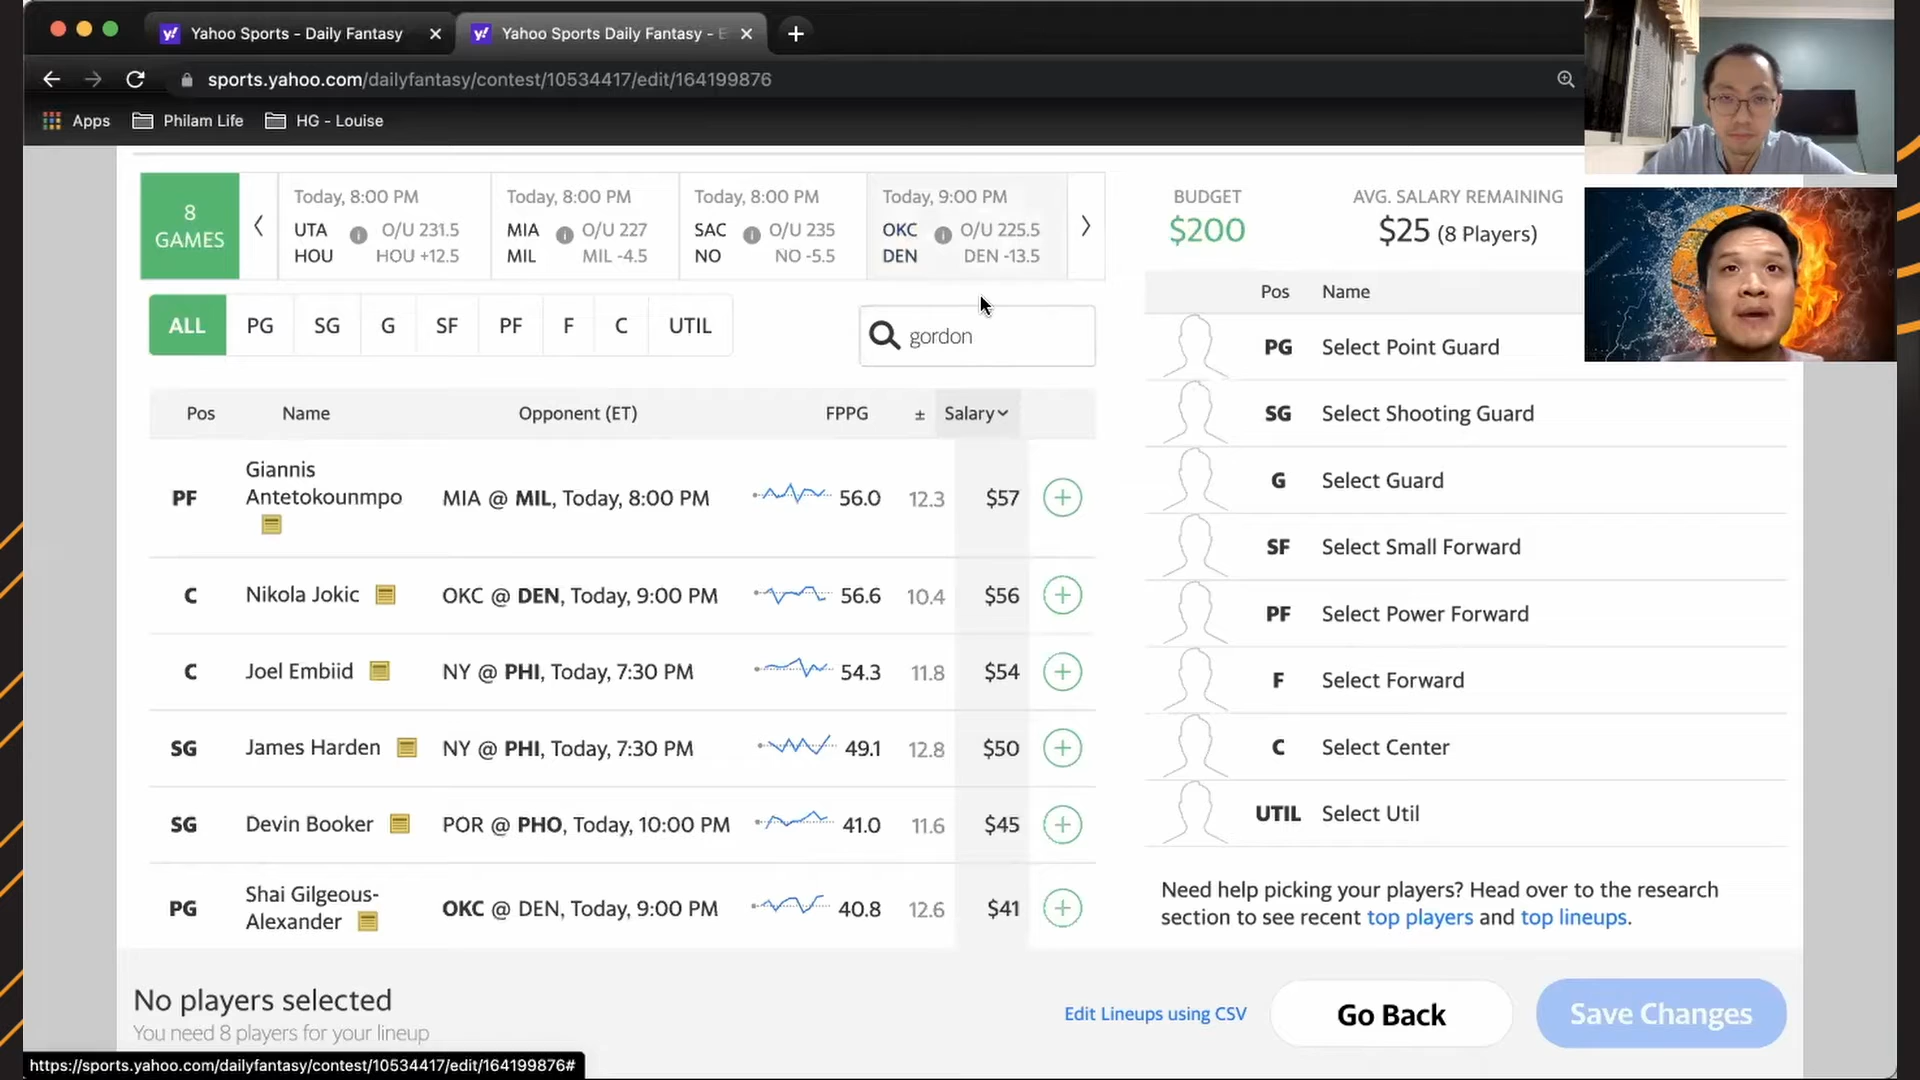 Yahoo Sports - Daily Fantasy
Yahoo Sports Daily Fantasy - E
sports.yahoo.com/dailyfantasy/contest/10534417/edit/164199876
Apps Philam Life HG - Louise
8 GAMES
Today, 8:00 PM
UTA O/U 231.5
HOU HOU +12.5
Today, 8:00 PM
MIA O/U 227
MIL MIL -4.5
Today, 8:00 PM
SAC O/U 235
NO NO -5.5
Today, 9:00 PM
OKC O/U 225.5
DEN DEN -13.5
BUDGET
$200
AVG. SALARY REMAINING
$25 (8 Players)
ALL PG SG G SF PF F C UTIL
gordon
Pos Name Opponent (ET) FPPG ± Salary
PF Giannis Antetokounmpo MIA @ MIL, Today, 8:00 PM 56.0 12.3 $57
C Nikola Jokic OKC @ DEN, Today, 9:00 PM 56.6 10.4 $56
C Joel Embiid NY @ PHI, Today, 7:30 PM 54.3 11.8 $54
SG James Harden NY @ PHI, Today, 7:30 PM 49.1 12.8 $50
SG Devin Booker POR @ PHO, Today, 10:00 PM 41.0 11.6 $45
PG Shai Gilgeous-Alexander OKC @ DEN, Today, 9:00 PM 40.8 12.6 $41
Pos Name
PG Select Point Guard
SG Select Shooting Guard
G Select Guard
SF Select Small Forward
PF Select Power Forward
F Select Forward
C Select Center
UTIL Select Util
Need help picking your players? Head over to the research
section to see recent top players and top lineups.
No players selected
You need 8 players for your lineup
Edit Lineups using CSV
Go Back
Save Changes
https://sports.yahoo.com/dailyfantasy/contest/10534417/edit/164199876#